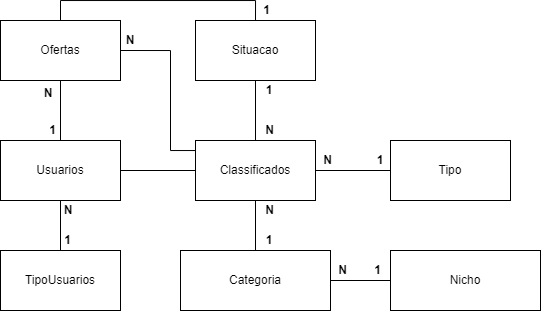 1
Ofertas
N
Situacao
N
1
1
N
N
1
Usuarios
Classificados
Tipo
N
N
1
1
TipoUsuarios
Categoria
N
1
Nicho